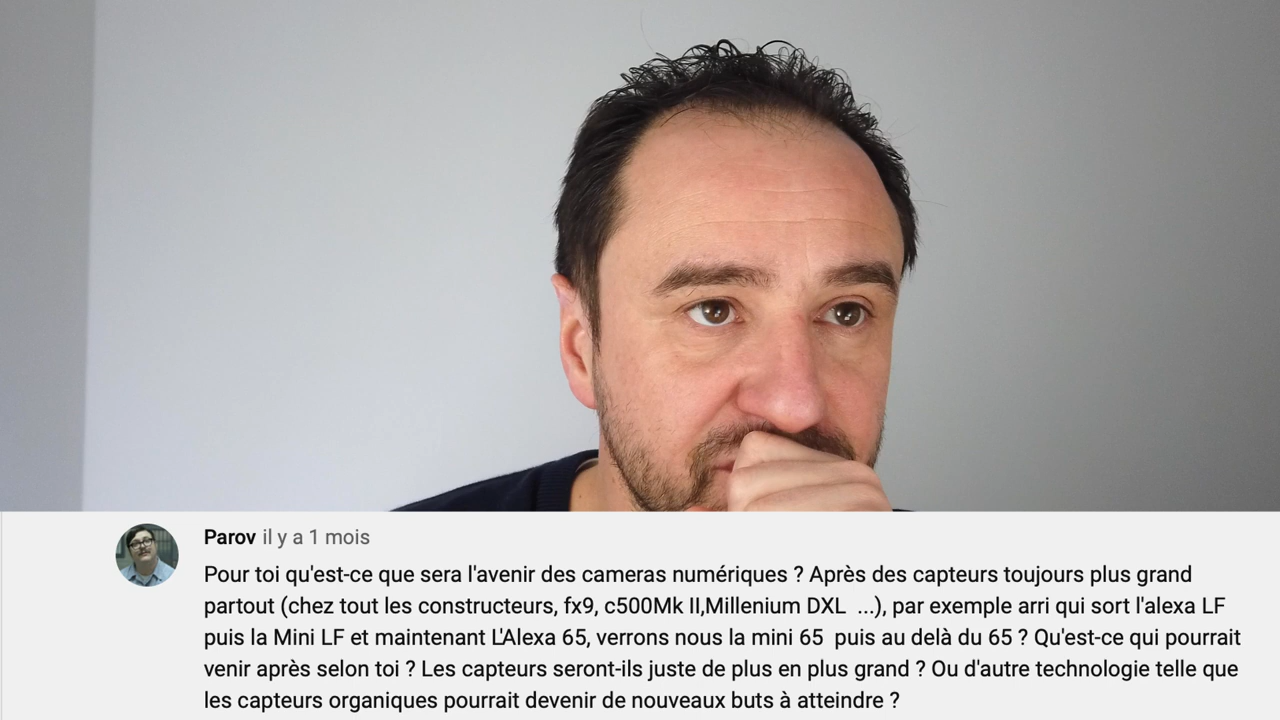 Parov il y a 1 mois
Pour toi qu'est-ce que sera l'avenir des cameras numériques ? Après des capteurs toujours plus grand
partout (chez tout les constructeurs, fx9, c500Mk II,Millenium DXL ...), par exemple arri qui sort l'alexa LF
puis la Mini LF et maintenant L'Alexa 65, verrons nous la mini 65 puis au delà du 65 ? Qu'est-ce qui pourrait
venir après selon toi ? Les capteurs seront-ils juste de plus en plus grand ? Ou d'autre technologie telle que
les capteurs organiques pourrait devenir de nouveaux buts à atteindre ?